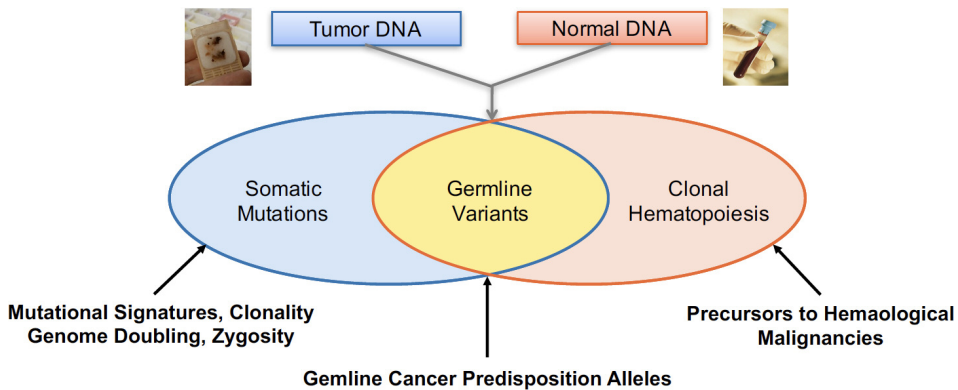 Tumor DNA
Normal DNA
Somatic
Mutations
Germline
Variants
Clonal
Hematopoiesis
Mutational Signatures, Clonality
Genome Doubling, Zygosity
Precursors to Hemaological
Malignancies
Gemline Cancer Predisposition Alleles